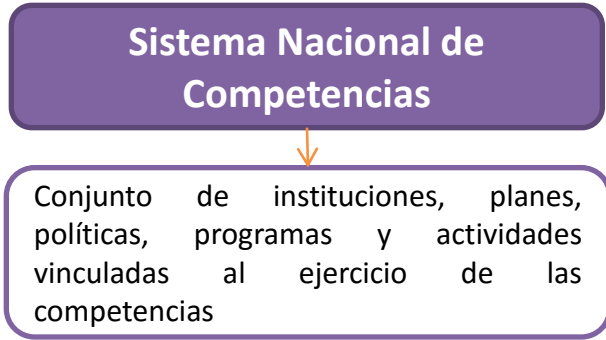 Sistema Nacional de
Competencias
Conjunto de instituciones, planes,
políticas, programas y actividades
vinculadas al ejercicio de las
competencias